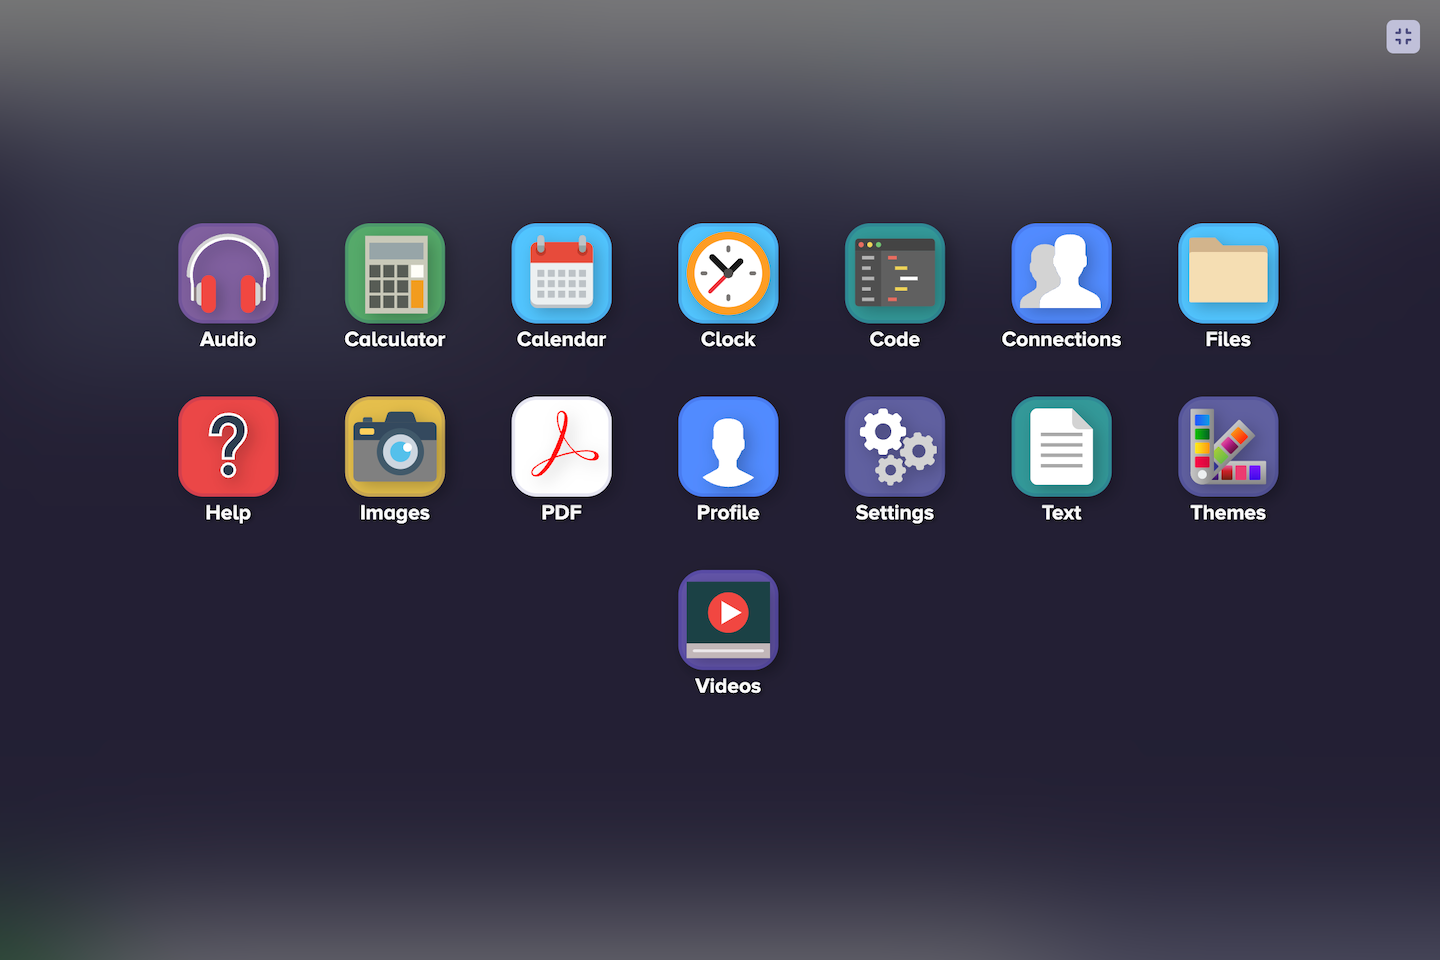 Audio
Calculator
Calendar
Clock
Code
Connections
Files
Help
Images
PDF
Profile
Settings
Text
Themes
Videos